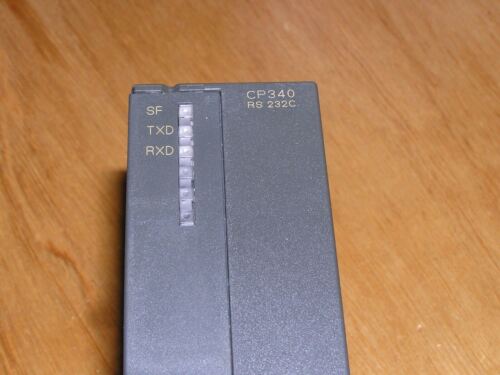 SF
TXD
RXD
CP340
RS 232C